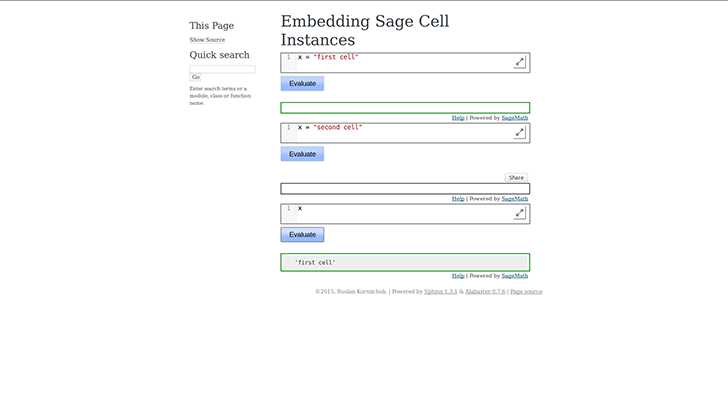 This Page
Show Source
Quick search
Go
Enter search terms or a
module, class or function
name.
Embedding Sage Cell
Instances
1 x = "first cell"
Evaluate
Help | Powered by SageMath
1 x = "second cell"
Evaluate
Share
Help | Powered by SageMath
1 x
Evaluate
'first cell'
Help | Powered by SageMath
©2015, Ruslan Korniichuk. | Powered by Sphinx 1.3.1 & Alabaster 0.7.6 | Page source